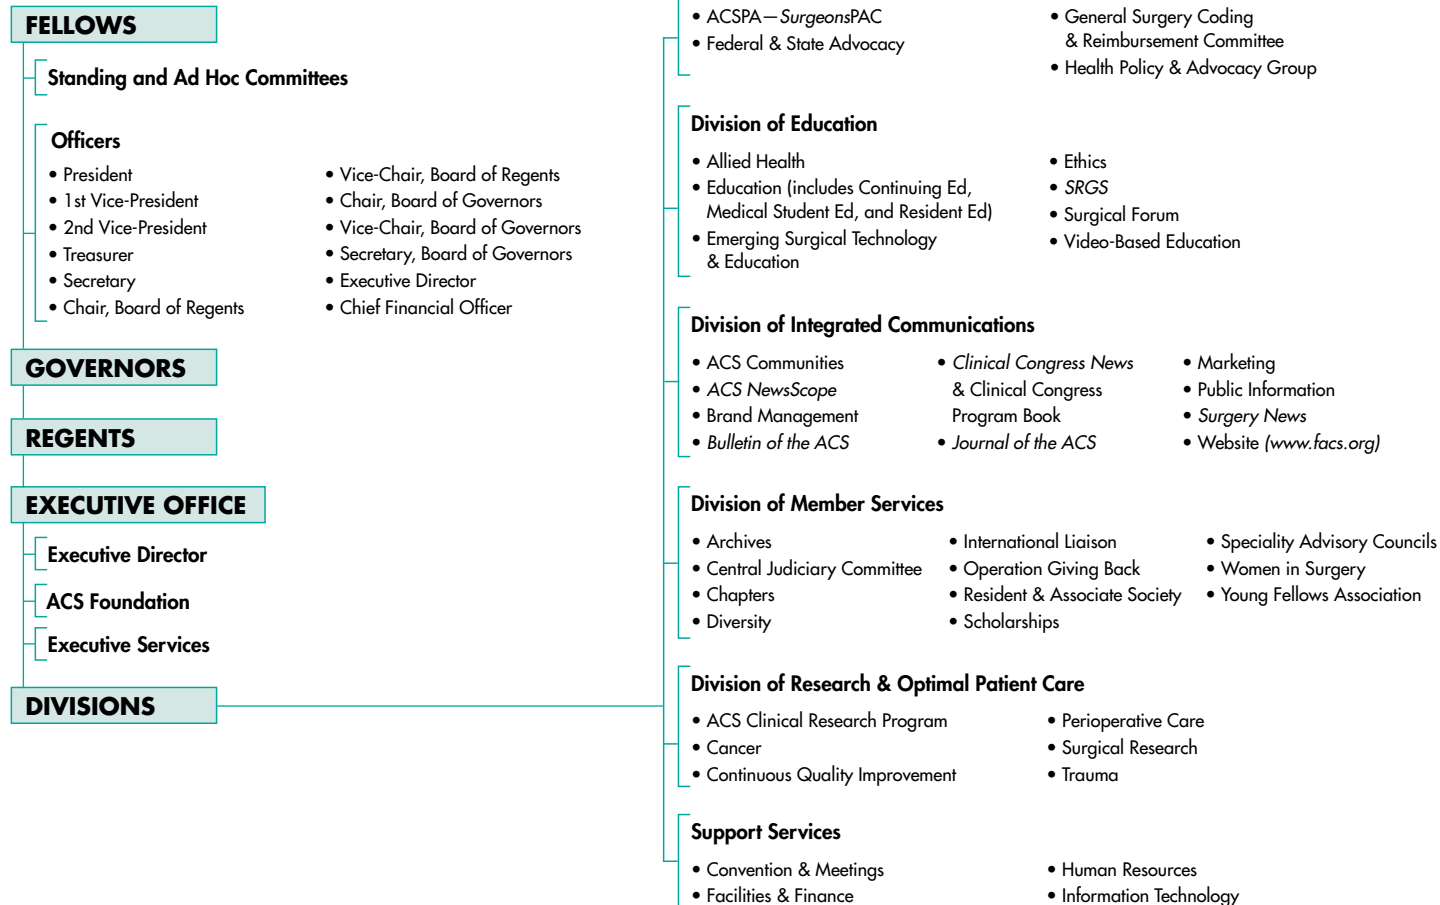 FELLOWS
Standing and Ad Hoc Committees
Officers
• President
• 1st Vice-President
• 2nd Vice-President
• Treasurer
• Secretary
• Chair, Board of Regents
• Vice-Chair, Board of Regents
• Chair, Board of Governors
• Vice-Chair, Board of Governors
• Secretary, Board of Governors
• Executive Director
• Chief Financial Officer
GOVERNORS
REGENTS
EXECUTIVE OFFICE
Executive Director
ACS Foundation
Executive Services
DIVISIONS
• ACSPA—SurgeonsPAC
• Federal & State Advocacy
• General Surgery Coding
& Reimbursement Committee
• Health Policy & Advocacy Group
Division of Education
• Allied Health
• Education (includes Continuing Ed,
Medical Student Ed, and Resident Ed)
• Emerging Surgical Technology
& Education
• Ethics
• SRGS
• Surgical Forum
• Video-Based Education
Division of Integrated Communications
• ACS Communities
• ACS NewsScope
• Brand Management
• Bulletin of the ACS
• Clinical Congress News
& Clinical Congress
Program Book
• Journal of the ACS
• Marketing
• Public Information
• Surgery News
• Website (www.facs.org)
Division of Member Services
• Archives
• Central Judiciary Committee
• Chapters
• Diversity
• International Liaison
• Operation Giving Back
• Resident & Associate Society
• Scholarships
• Speciality Advisory Councils
• Women in Surgery
• Young Fellows Association
Division of Research & Optimal Patient Care
• ACS Clinical Research Program
• Cancer
• Continuous Quality Improvement
• Perioperative Care
• Surgical Research
• Trauma
Support Services
• Convention & Meetings
• Facilities & Finance
• Human Resources
• Information Technology